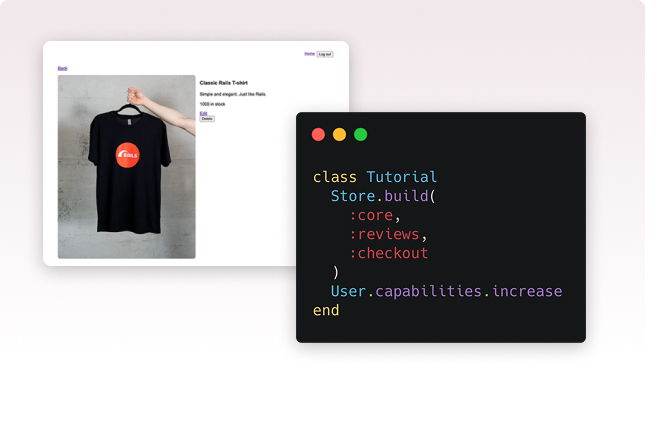 Home Log out
Back
Classic Rails T-shirt
Simple and elegant. Just like Rails.
1000 in stock
Edit
Delete
RAILS
class Tutorial
Store.build(
:core,
:reviews,
:checkout
)
User.capabilities.increase
end